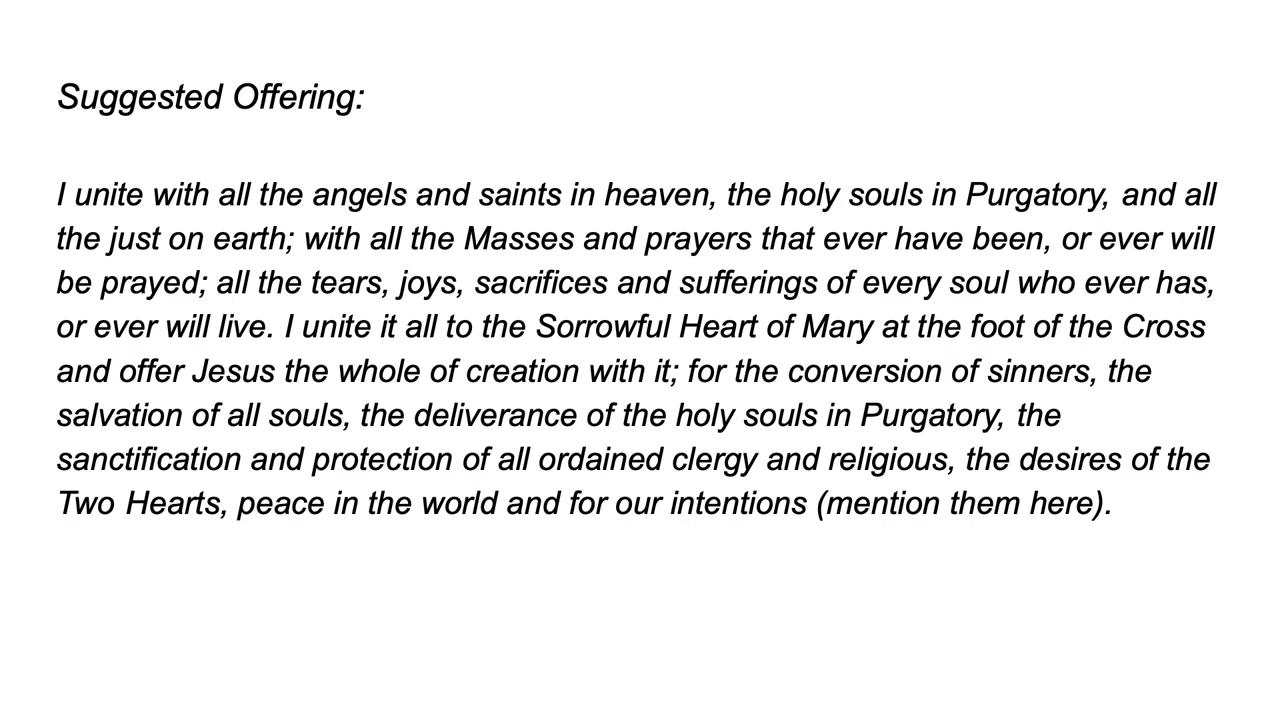 Suggested Offering:
I unite with all the angels and saints in heaven, the holy souls in Purgatory, and all
the just on earth; with all the Masses and prayers that ever have been, or ever will
be prayed; all the tears, joys, sacrifices and sufferings of every soul who ever has,
or ever will live. I unite it all to the Sorrowful Heart of Mary at the foot of the Cross
and offer Jesus the whole of creation with it; for the conversion of sinners, the
salvation of all souls, the deliverance of the holy souls in Purgatory, the
sanctification and protection of all ordained clergy and religious, the desires of the
Two Hearts, peace in the world and for our intentions (mention them here).